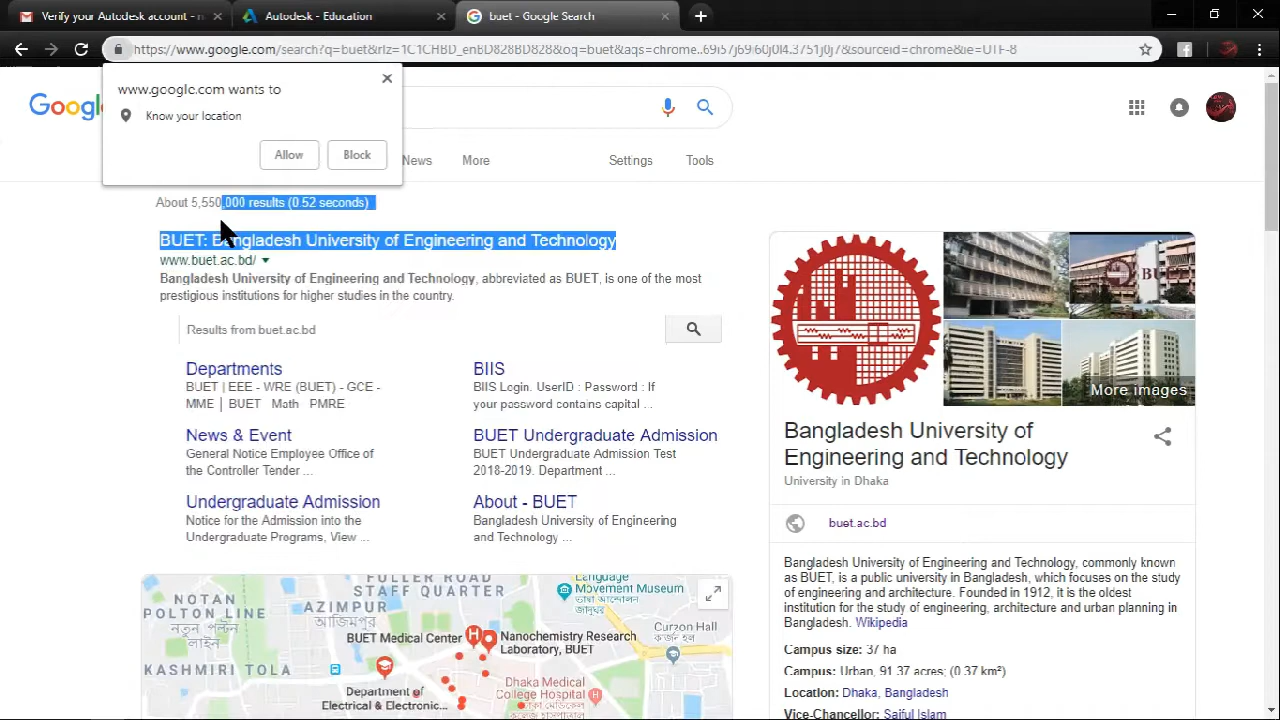 Verify your Autodesk account - n
Autodesk - Education
buet - Google Search
https://www.google.com/search?q=buet&rlz=1C1CHBD_enBD828BD828&oq=buet&aqs=chrome..69i57j69i60j0l4.3751j0j7&sourceid=chrome&ie=UTF-8
www.google.com wants to
Know your location
Allow
Block
News
More
Settings
Tools
About 5,550,000 results (0.52 seconds)
BUET: Bangladesh University of Engineering and Technology
www.buet.ac.bd/
Bangladesh University of Engineering and Technology, abbreviated as BUET, is one of the most
prestigious institutions for higher studies in the country.
Results from buet.ac.bd
Departments
BUET | EEE - WRE (BUET) - GCE -
MME | BUET - Math - PMRE
BIIS
BIIS Login. UserID : Password : If
your password contains capital ...
News & Event
General Notice Employee Office of
the Controller Tender ...
BUET Undergraduate Admission
BUET Undergraduate Admission Test
2018-2019. Department ...
Undergraduate Admission
Notice for the Admission into the
Undergraduate Programs, View ...
About - BUET
Bangladesh University of Engineering
and Technology ...
BUET
More images
Bangladesh University of
Engineering and Technology
University in Dhaka
buet.ac.bd
Bangladesh University of Engineering and Technology, commonly known
as BUET, is a public university in Bangladesh, which focuses on the study
of engineering and architecture. Founded in 1912, it is the oldest
institution for the study of engineering, architecture and urban planning in
Bangladesh. Wikipedia
Campus size: 37 ha
Campus: Urban, 91.37 acres; (0.37 km²)
Location: Dhaka, Bangladesh
Vice-Chancellor: Saiful Islam
FULLER ROAD
STAFF QUARTER
Language
Movement Museum
NOTAN
POLTON LINE
নতুন পল্টন
লাইন
AZIMPUR
আজিমপুর
Curzon Hall
কার্জন হল
BUET Medical Center
Nanochemistry Research
Laboratory, BUET
KASHMIRI TOLA
Department of
Electrical & Electronic...
Dhaka Medical
College Hospital